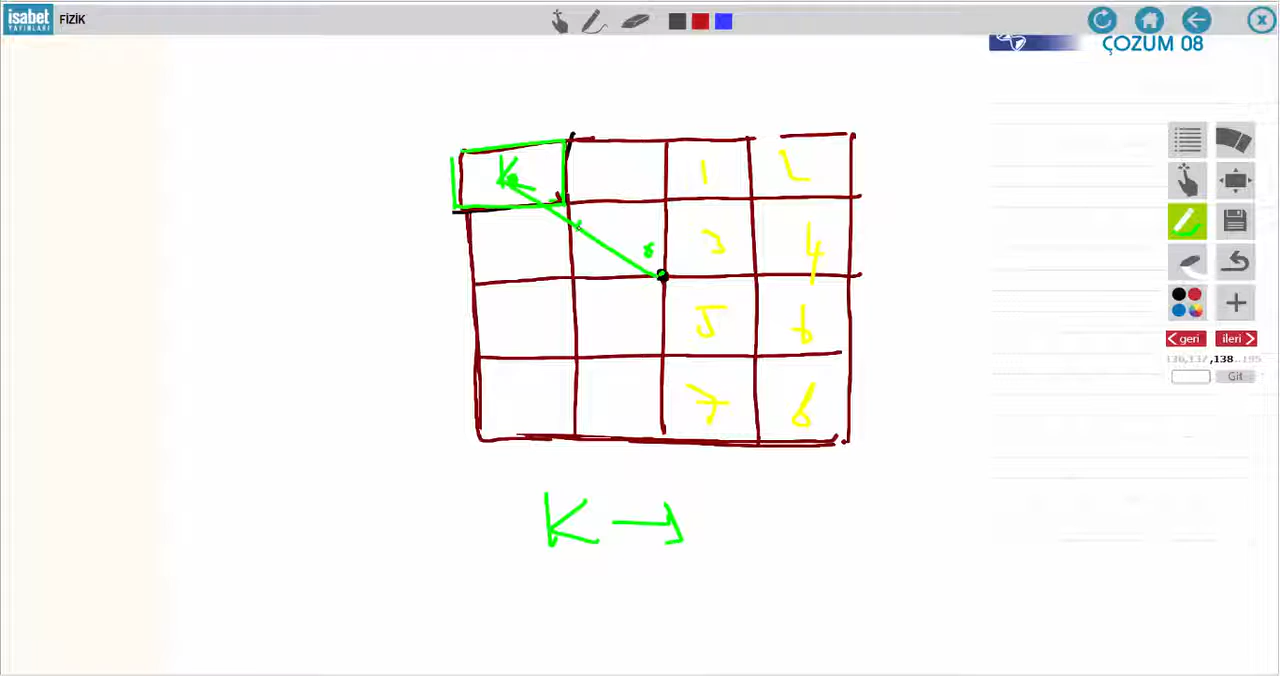 isabet
YAYINLARI
FİZİK
ÇÖZÜM 08
K
1 2
3 4
5 6
7 8
K →
geri
ileri
136,137,138..195
Git